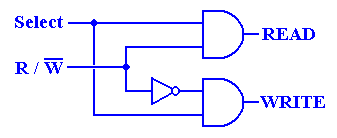 Select
READ
R / W̅
WRITE